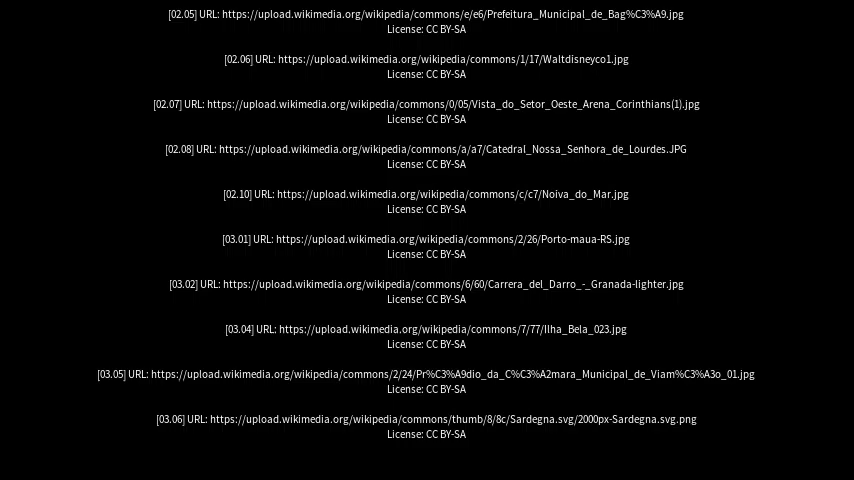 [02.05] URL: https://upload.wikimedia.org/wikipedia/commons/e/e6/Prefeitura_Municipal_de_Bag%C3%A9.jpg
License: CC BY-SA
[02.06] URL: https://upload.wikimedia.org/wikipedia/commons/1/17/Waltdisneyco1.jpg
License: CC BY-SA
[02.07] URL: https://upload.wikimedia.org/wikipedia/commons/0/05/Vista_do_Setor_Oeste_Arena_Corinthians(1).jpg
License: CC BY-SA
[02.08] URL: https://upload.wikimedia.org/wikipedia/commons/a/a7/Catedral_Nossa_Senhora_de_Lourdes.JPG
License: CC BY-SA
[02.10] URL: https://upload.wikimedia.org/wikipedia/commons/c/c7/Noiva_do_Mar.jpg
License: CC BY-SA
[03.01] URL: https://upload.wikimedia.org/wikipedia/commons/2/26/Porto-maua-RS.jpg
License: CC BY-SA
[03.02] URL: https://upload.wikimedia.org/wikipedia/commons/6/60/Carrera_del_Darro_-_Granada-lighter.jpg
License: CC BY-SA
[03.04] URL: https://upload.wikimedia.org/wikipedia/commons/7/77/Ilha_Bela_023.jpg
License: CC BY-SA
[03.05] URL: https://upload.wikimedia.org/wikipedia/commons/2/24/Pr%C3%A9dio_da_C%C3%A2mara_Municipal_de_Viam%C3%A3o_01.jpg
License: CC BY-SA
[03.06] URL: https://upload.wikimedia.org/wikipedia/commons/thumb/8/8c/Sardegna.svg/2000px-Sardegna.svg.png
License: CC BY-SA